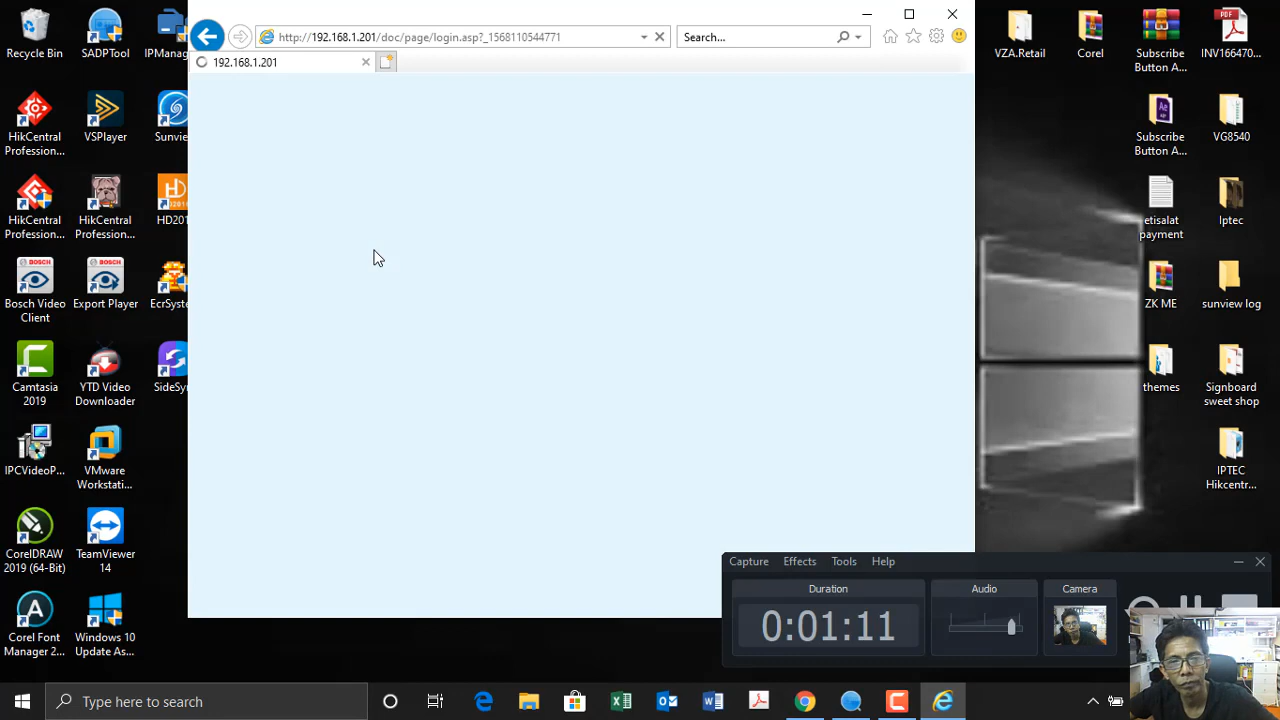 Recycle Bin
SADPTool
IPManag
http://192.168.1.201/doc/page/login.asp?_1568110544771
Search...
192.168.1.201
VZA.Retail
Corel
Subscribe
Button A...
INV166470...
HikCentral
Profession...
VSPlayer
Sunvie
Subscribe
Button A...
VG8540
HikCentral
Profession...
HikCentral
Profession...
HD201
etisalat
payment
Iptec
Bosch Video
Client
Export Player
EcrSyste
ZK ME
sunview log
Camtasia
2019
YTD Video
Downloader
SideSyn
themes
Signboard
sweet shop
IPCVideoP...
VMware
Workstati...
IPTEC
Hikcentr...
CorelDRAW
2019 (64-Bit)
TeamViewer
14
Corel Font
Manager 2...
Windows 10
Update As...
Capture
Effects
Tools
Help
Duration
Audio
Camera
0:01:11
Type here to search